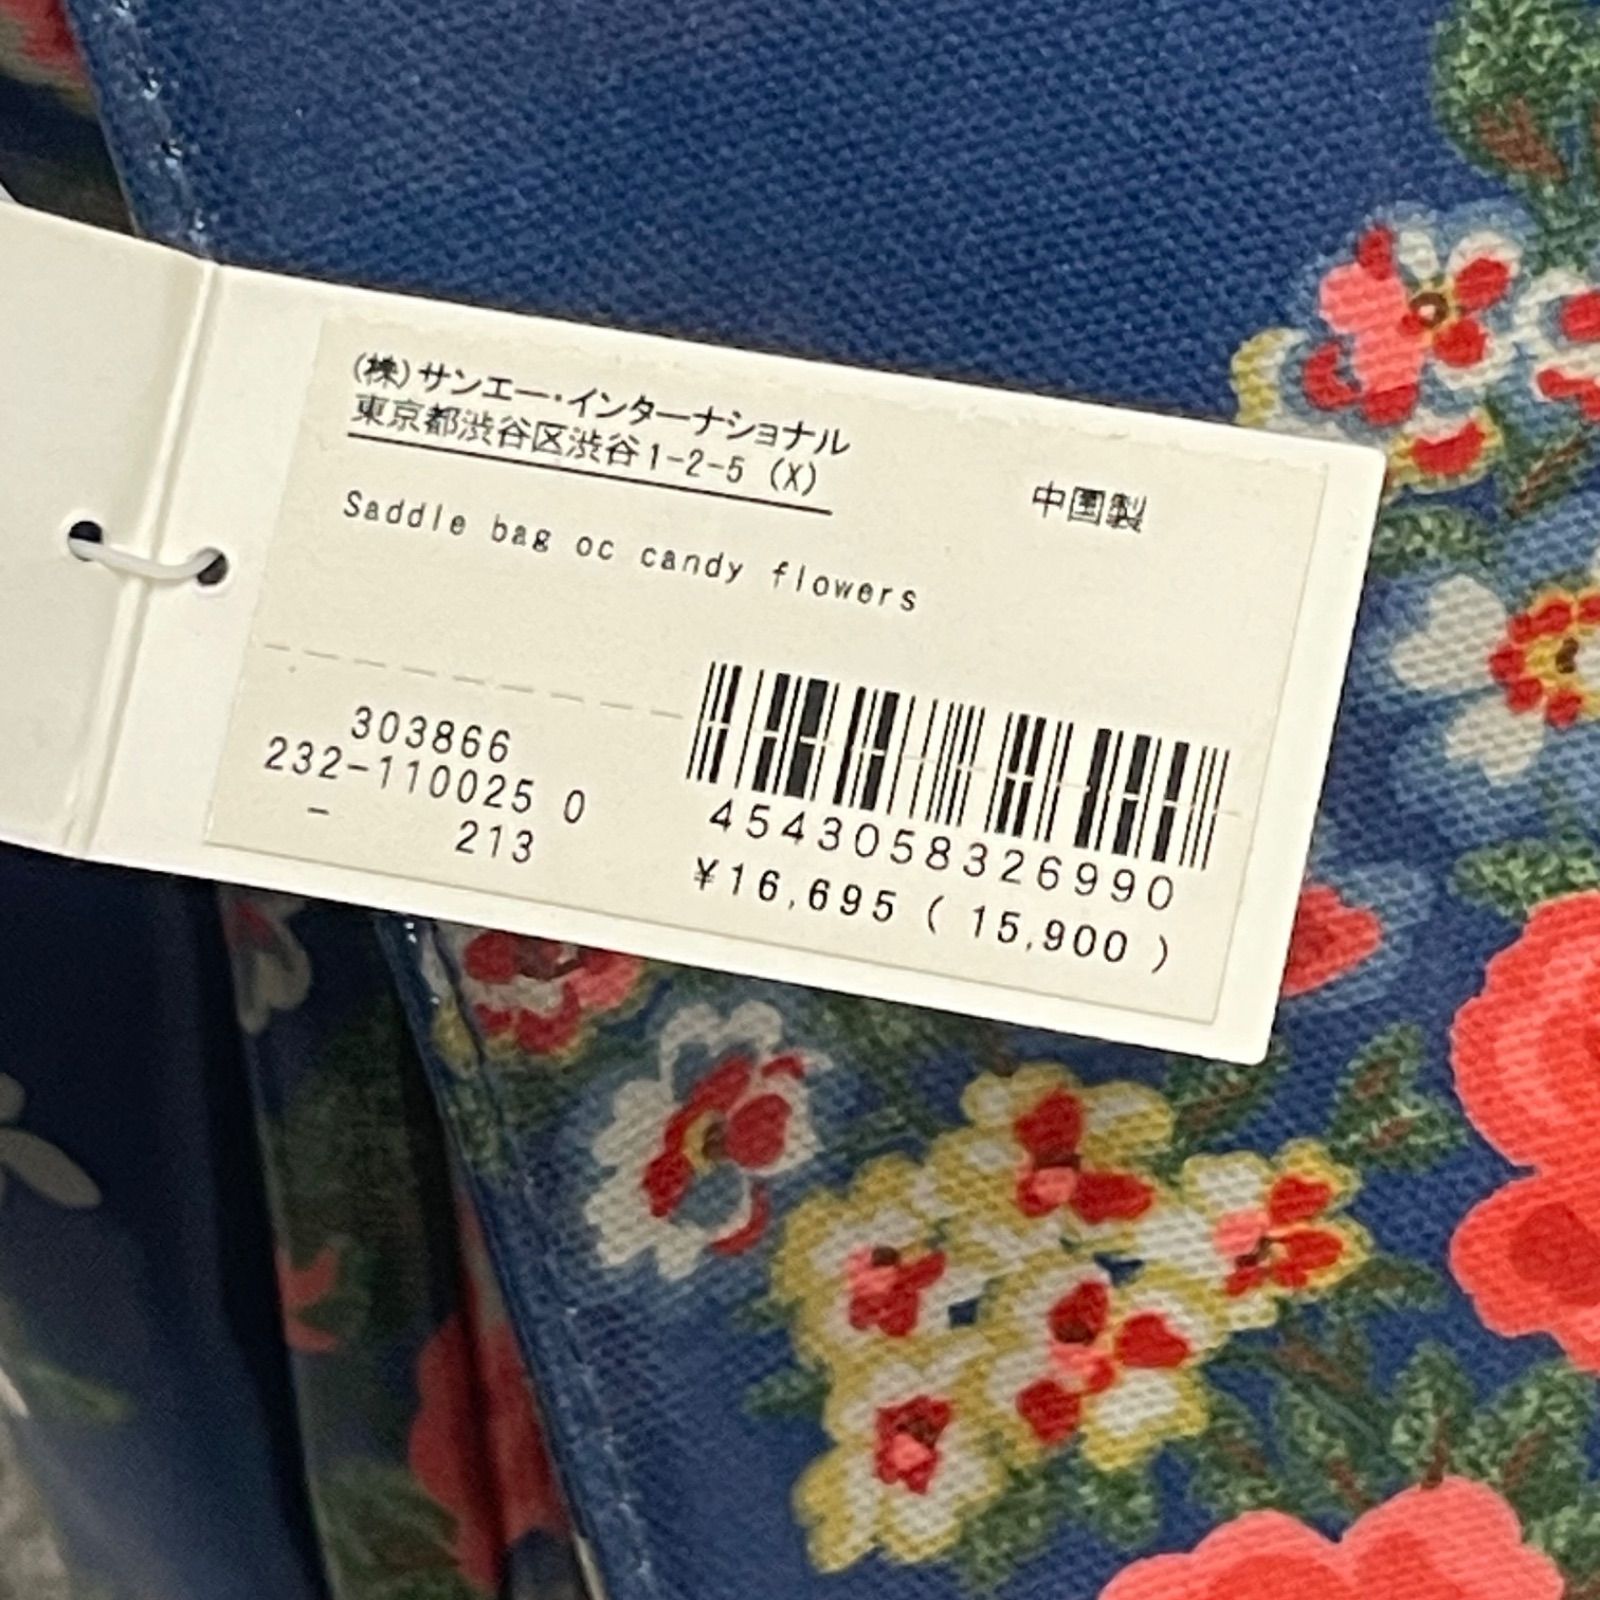 (株)サンエー・インターナショナル
東京都渋谷区渋谷1-2-5 (X)
中国製
Saddle bag oc candy flowers
303866
232-110025 0
- 213
4543058326990
¥16,695 ( 15,900 )